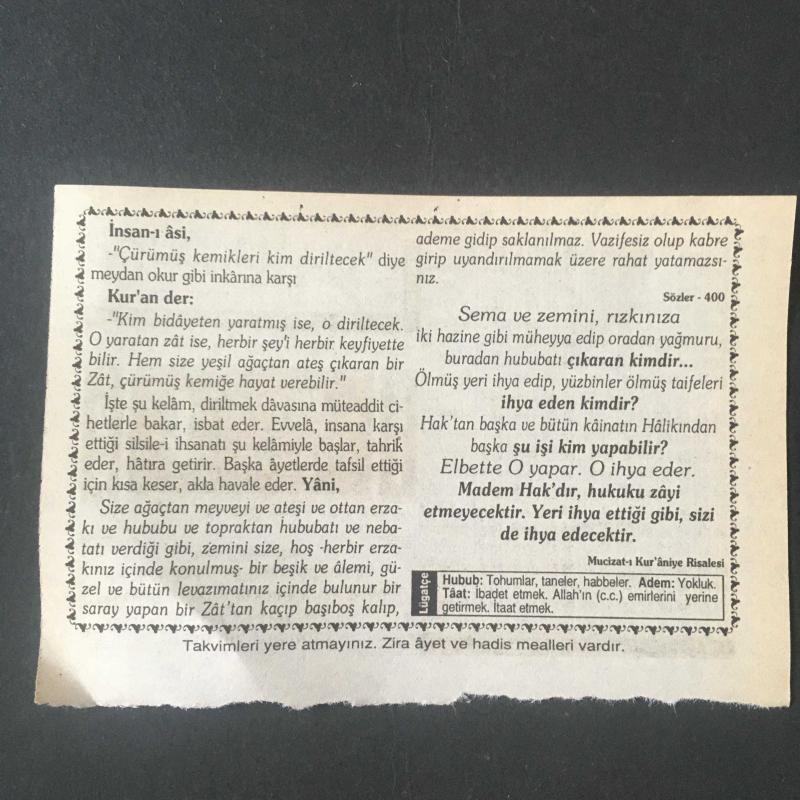 İnsan-ı âsi,
-"Çürümüş kemikleri kim diriltecek" diye
meydan okur gibi inkârına karşı
Kur'an der:
-"Kim bidâyeten yaratmış ise, o diriltecek.
O yaratan zât ise, herbir şey'i herbir keyfiyette
bilir. Hem size yeşil ağaçtan ateş çıkaran bir
Zât, çürümüş kemiğe hayat verebilir."
İşte şu kelâm, diriltmek dâvasına müteaddit ci-
hetlerle bakar, isbat eder. Evvelâ, insana karşı
ettiği silsile-i ihsanatı şu kelâmiyle başlar, tahrik
eder, hâtıra getirir. Başka âyetlerde tafsil ettiği
için kısa keser, akla havale eder. Yâni,
Size ağaçtan meyveyi ve ateşi ve ottan erza-
kı ve hububu ve topraktan hububatı ve neba-
tatı verdiği gibi, zemini size, hoş -herbir erza-
kınız içinde konulmuş- bir beşik ve âlemi, gü-
zel ve bütün levazımatınız içinde bulunur bir
saray yapan bir Zât'tan kaçıp başıboş kalıp,
ademe gidip saklanılmaz. Vazifesiz olup kabre
girip uyandırılmamak üzere rahat yatamazsı-
nız.
Sözler - 400
Sema ve zemini, rızkınıza
iki hazine gibi müheyya edip oradan yağmuru,
buradan hububatı çıkaran kimdir...
Ölmüş yeri ihya edip, yüzbinler ölmüş taifeleri
ihya eden kimdir?
Hak'tan başka ve bütün kâinatın Hâlikından
başka şu işi kim yapabilir?
Elbette O yapar. O ihya eder.
Madem Hak'dır, hukuku zâyi
etmeyecektir. Yeri ihya ettiği gibi, sizi
de ihya edecektir.
Mucizat-ı Kur'âniye Risalesi
Lügatçe
Hubub: Tohumlar, taneler, habbeler. Adem: Yokluk.
Tâat: İbadet etmek. Allah'ın (c.c.) emirlerini yerine
getirmek. İtaat etmek.
Takvimleri yere atmayınız. Zira âyet ve hadis mealleri vardır.